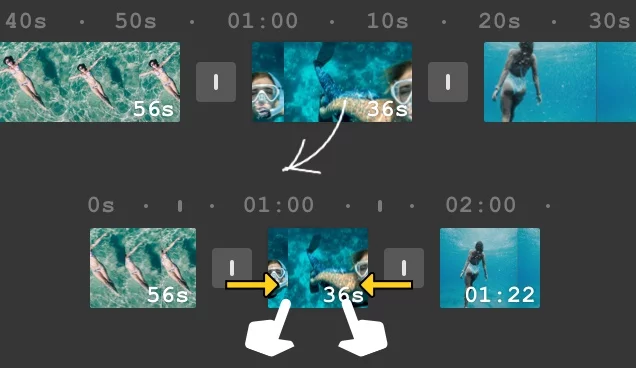 40s · 50s · 01:00 · 10s · 20s · 30s
56s 36s
0s · · 01:00 · · 02:00 ·
56s 36s 01:22